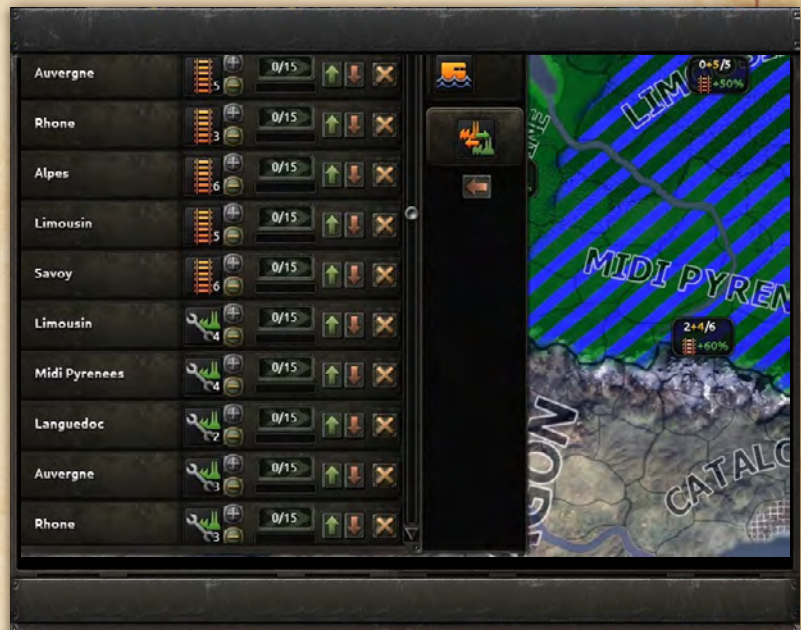 Auvergne 5 0/15
Rhone 3 0/15
Alpes 6 0/15
Limousin 5 0/15
Savoy 6 0/15
Limousin 4 0/15
Midi Pyrenees 4 0/15
Languedoc 2 0/15
Auvergne 3 0/15
Rhone 3 0/15
0+5/5
+50%
MIDI PYREN
2+4/6
+60%
CATALO
GON